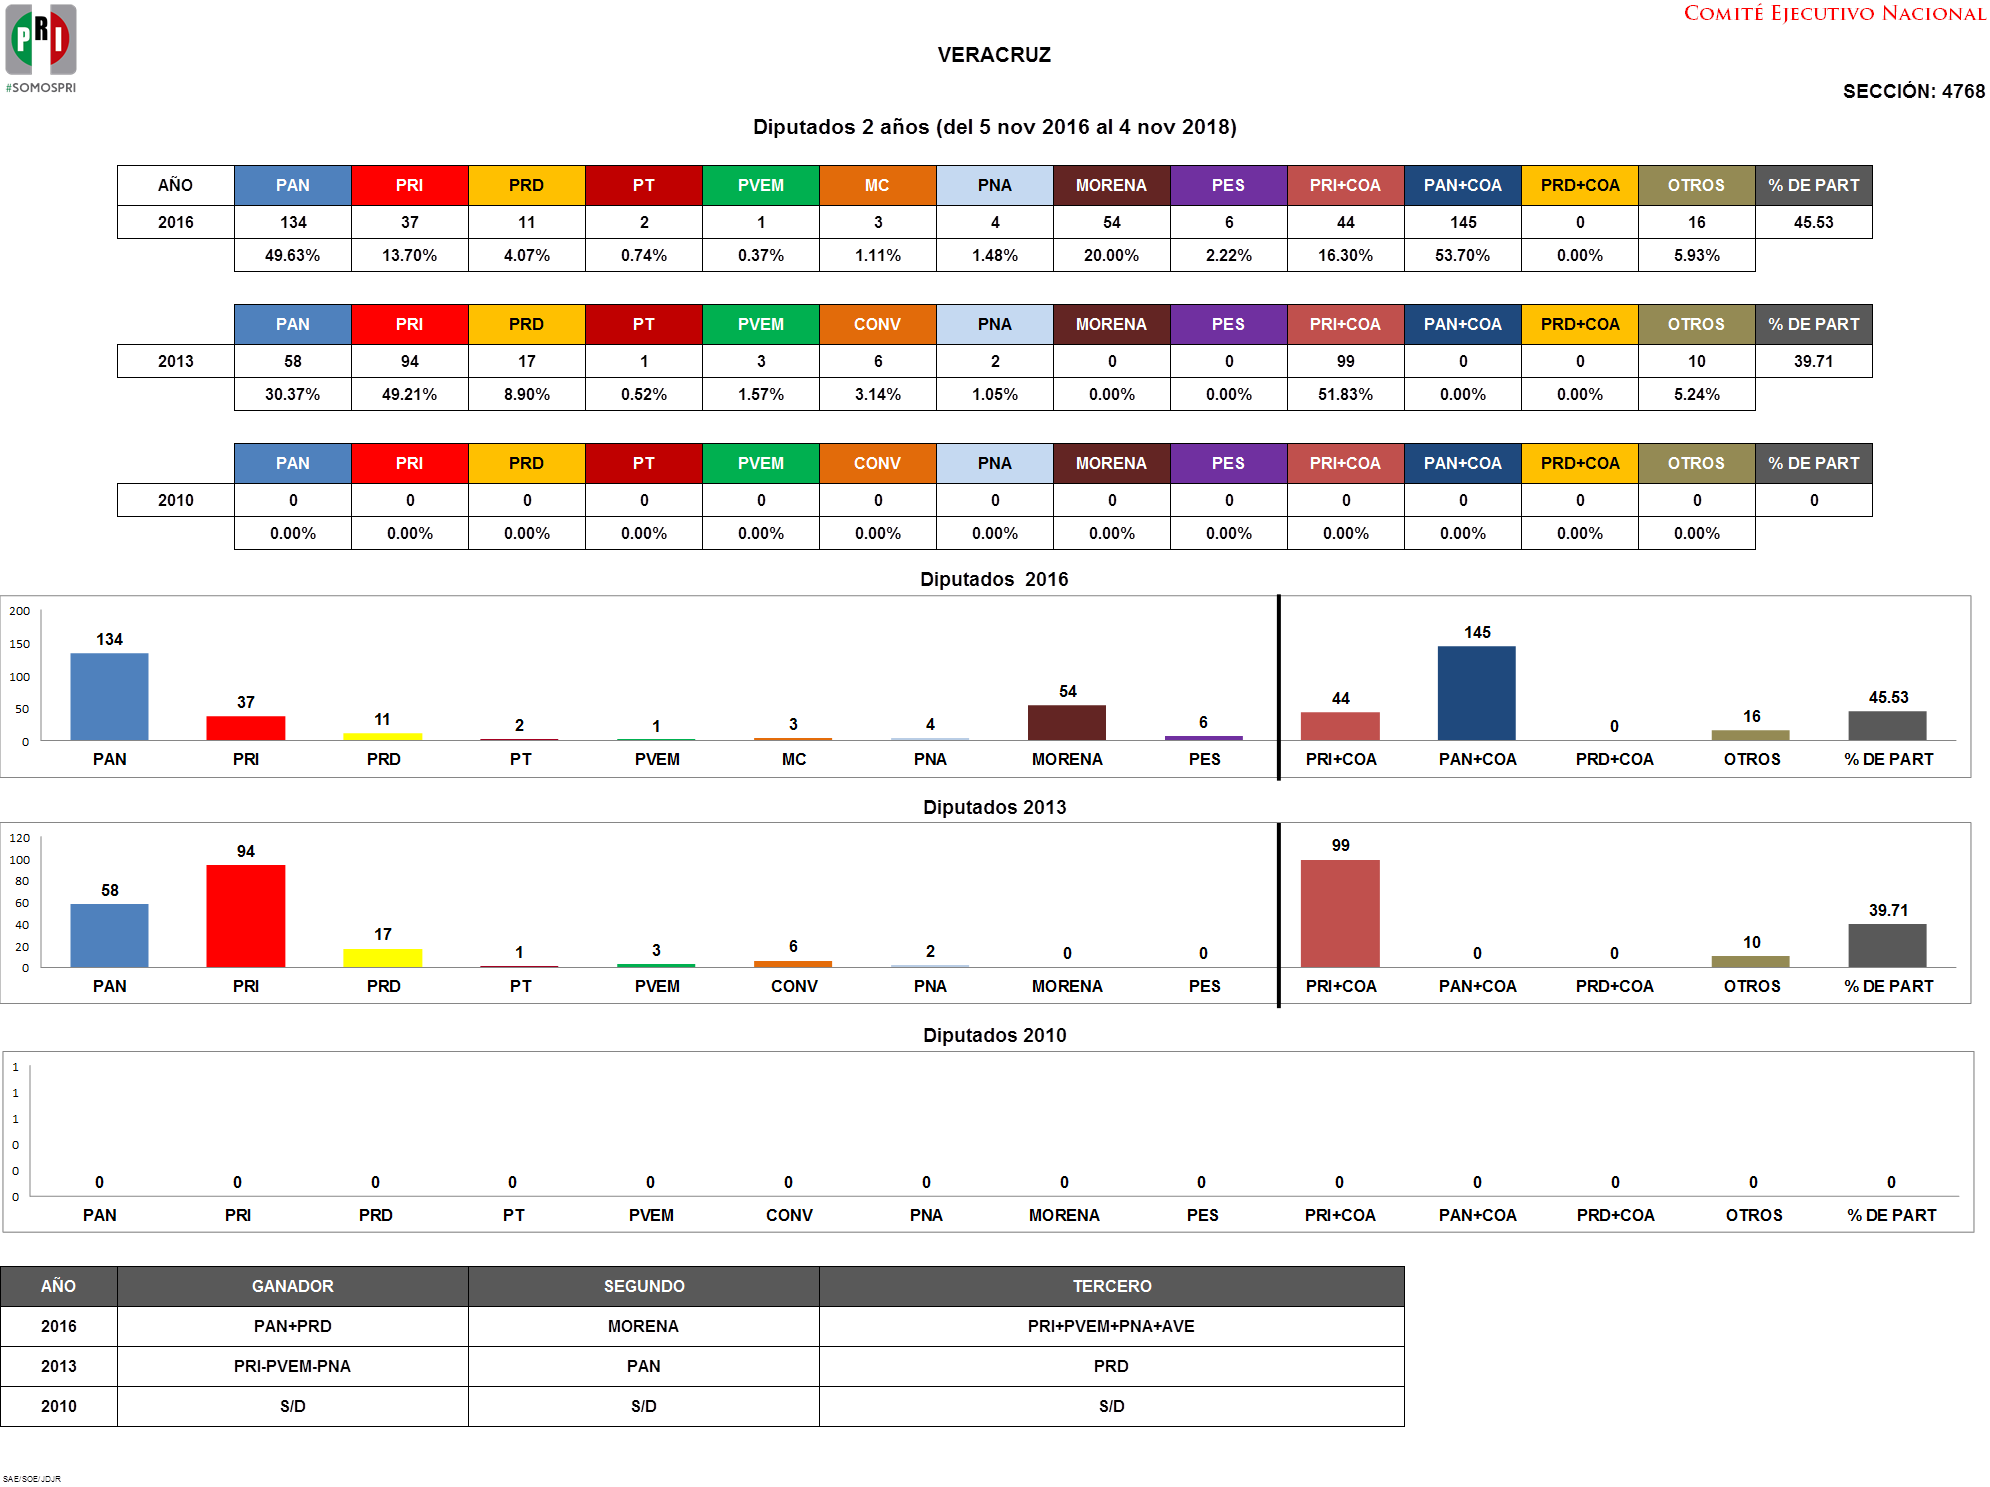 PRI
#SOMOSPRI
COMITÉ EJECUTIVO NACIONAL
VERACRUZ
SECCIÓN: 4768
Diputados 2 años (del 5 nov 2016 al 4 nov 2018)
AÑO PAN PRI PRD PT PVEM MC PNA MORENA PES PRI+COA PAN+COA PRD+COA OTROS % DE PART
2016 134 37 11 2 1 3 4 54 6 44 145 0 16 45.53
49.63% 13.70% 4.07% 0.74% 0.37% 1.11% 1.48% 20.00% 2.22% 16.30% 53.70% 0.00% 5.93%
PAN PRI PRD PT PVEM CONV PNA MORENA PES PRI+COA PAN+COA PRD+COA OTROS % DE PART
2013 58 94 17 1 3 6 2 0 0 99 0 0 10 39.71
30.37% 49.21% 8.90% 0.52% 1.57% 3.14% 1.05% 0.00% 0.00% 51.83% 0.00% 0.00% 5.24%
PAN PRI PRD PT PVEM CONV PNA MORENA PES PRI+COA PAN+COA PRD+COA OTROS % DE PART
2010 0 0 0 0 0 0 0 0 0 0 0 0 0 0
0.00% 0.00% 0.00% 0.00% 0.00% 0.00% 0.00% 0.00% 0.00% 0.00% 0.00% 0.00% 0.00%
Diputados 2016
200
150
100
50
0
134 37 11 2 1 3 4 54 6 44 145 0 16 45.53
PAN PRI PRD PT PVEM MC PNA MORENA PES PRI+COA PAN+COA PRD+COA OTROS % DE PART
Diputados 2013
120
100
80
60
40
20
0
58 94 17 1 3 6 2 0 0 99 0 0 10 39.71
PAN PRI PRD PT PVEM CONV PNA MORENA PES PRI+COA PAN+COA PRD+COA OTROS % DE PART
Diputados 2010
1
1
1
0
0
0
0 0 0 0 0 0 0 0 0 0 0 0 0 0
PAN PRI PRD PT PVEM CONV PNA MORENA PES PRI+COA PAN+COA PRD+COA OTROS % DE PART
AÑO GANADOR SEGUNDO TERCERO
2016 PAN+PRD MORENA PRI+PVEM+PNA+AVE
2013 PRI-PVEM-PNA PAN PRD
2010 S/D S/D S/D
SAE/SOE/JDJR